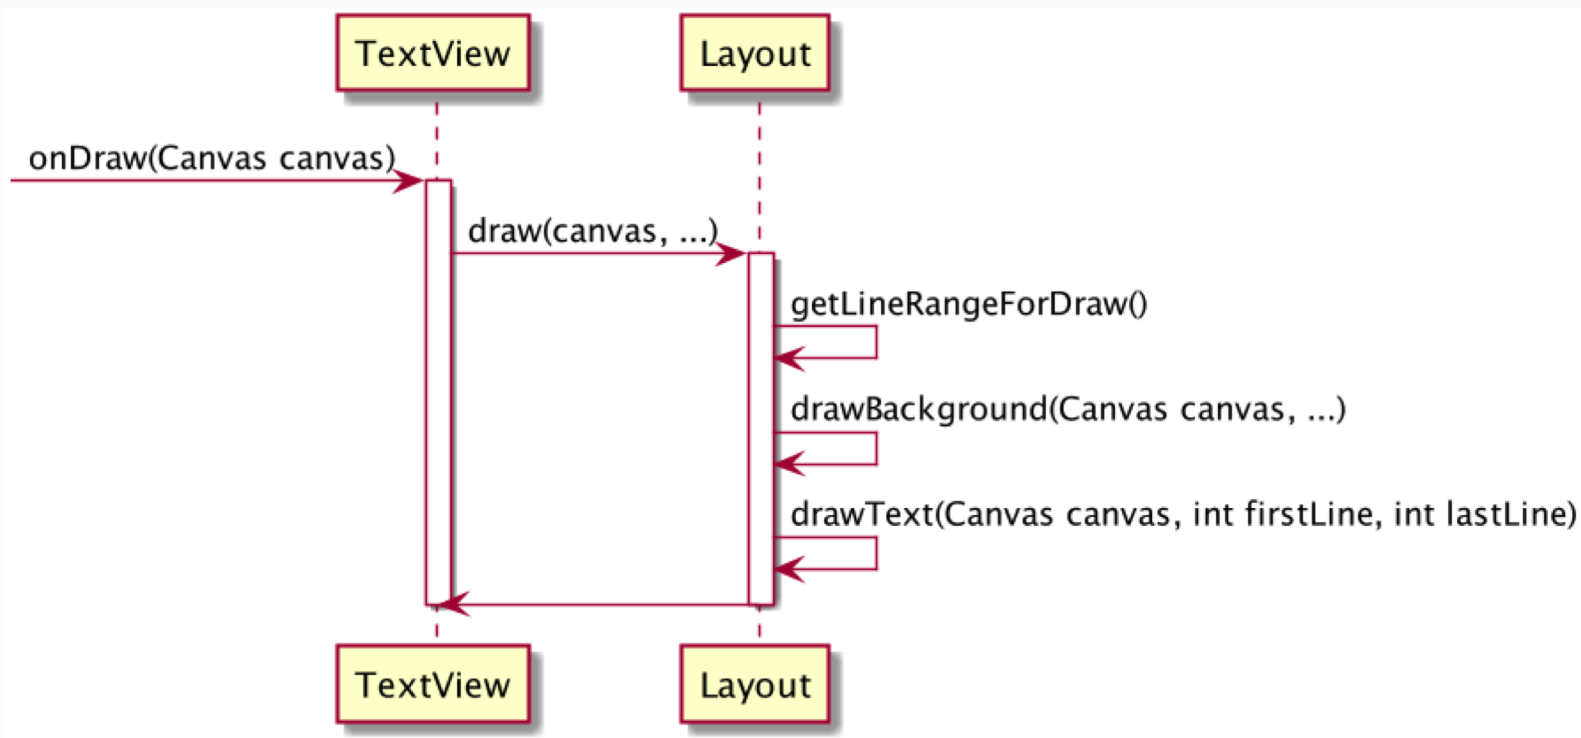 TextView
Layout
onDraw(Canvas canvas)
draw(canvas, ...)
getLineRangeForDraw()
drawBackground(Canvas canvas, ...)
drawText(Canvas canvas, int firstLine, int lastLine)
TextView
Layout